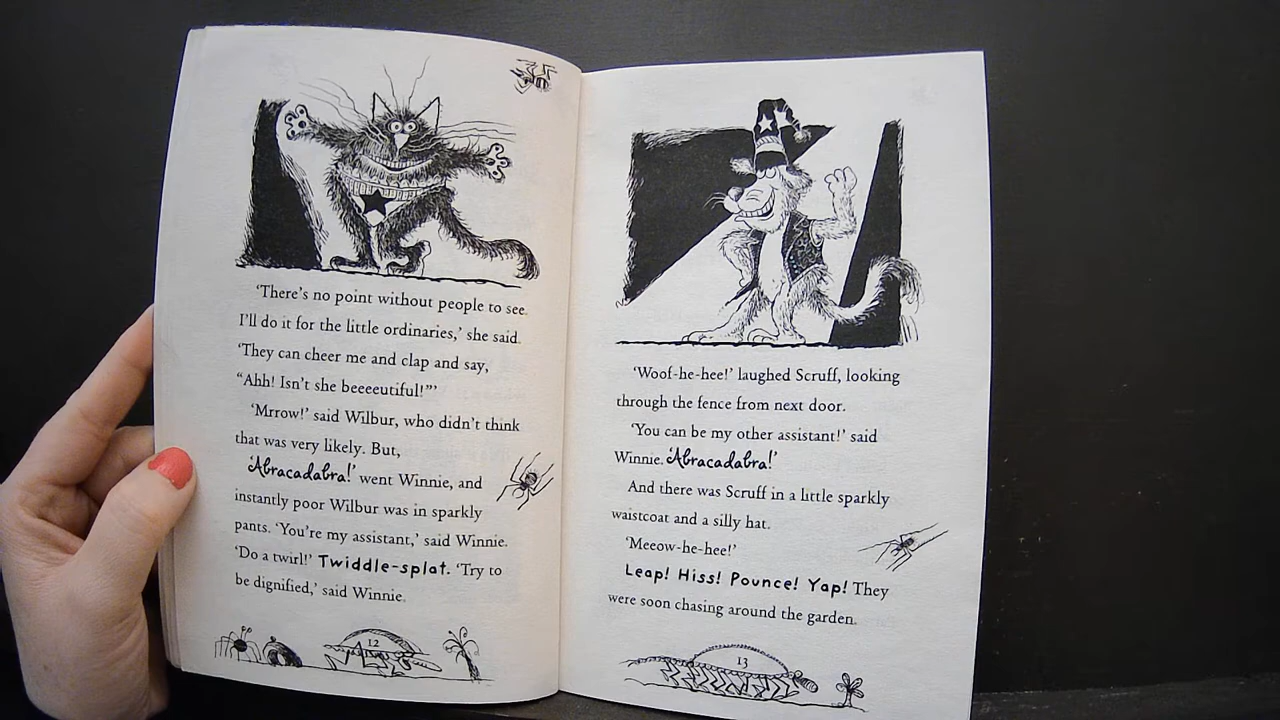 ‘There’s no point without people to see.
I’ll do it for the little ordinaries,’ she said.
‘They can cheer me and clap and say,
“Ahh! Isn’t she beeeeutiful!”’
‘Mrrow!’ said Wilbur, who didn’t think
that was very likely. But,
‘Abracadabra!’ went Winnie, and
instantly poor Wilbur was in sparkly
pants. ‘You’re my assistant,’ said Winnie.
‘Do a twirl!’ Twiddle-splat. ‘Try to
be dignified,’ said Winnie.
12
‘Woof-he-hee!’ laughed Scruff, looking
through the fence from next door.
‘You can be my other assistant!’ said
Winnie. ‘Abracadabra!’
And there was Scruff in a little sparkly
waistcoat and a silly hat.
‘Meeow-he-hee!’
Leap! Hiss! Pounce! Yap! They
were soon chasing around the garden.
13